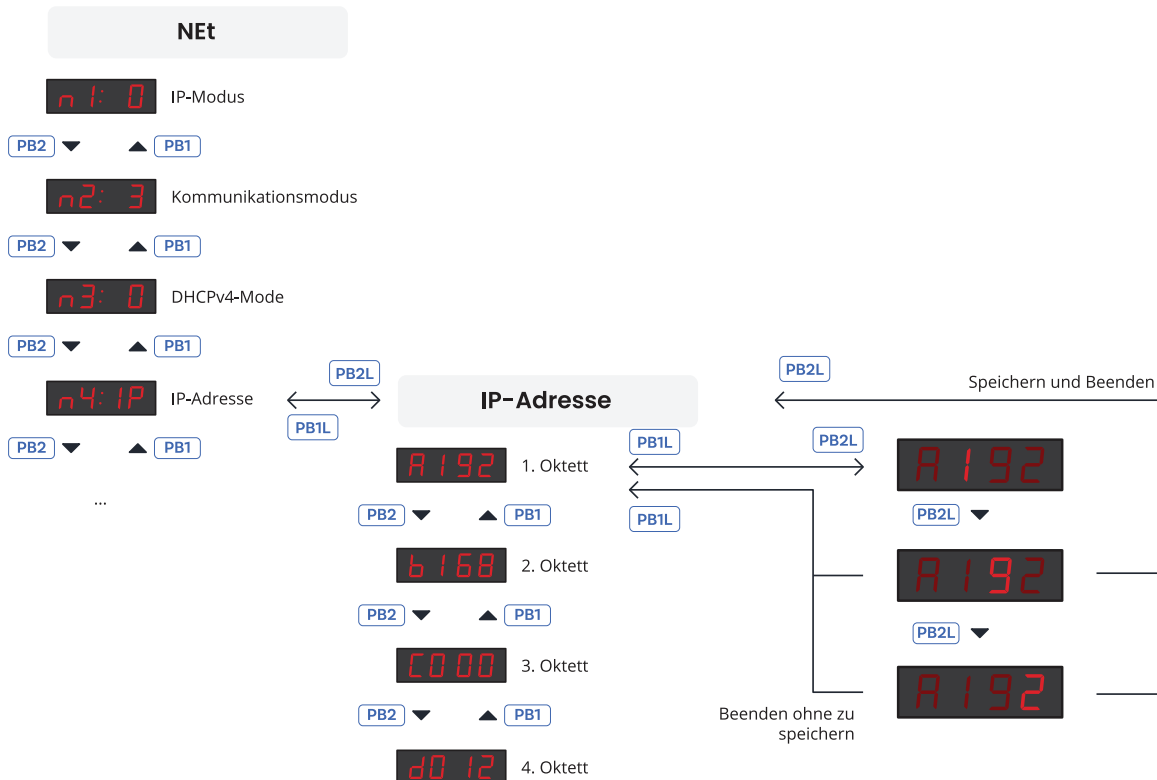 NEt
n1: 0 IP-Modus
PB2 PB1
n2: 3 Kommunikationsmodus
PB2 PB1
n3: 0 DHCPv4-Mode
PB2 PB1
n4:IP IP-Adresse
PB2 PB1
...
PB2L
PB1L
IP-Adresse
A192 1. Oktett
PB2 PB1
b168 2. Oktett
PB2 PB1
C000 3. Oktett
PB2 PB1
d012 4. Oktett
PB1L PB2L
PB1L
PB2L
Speichern und Beenden
A192
PB2L
A192
PB2L
A192
Beenden ohne zu
speichern